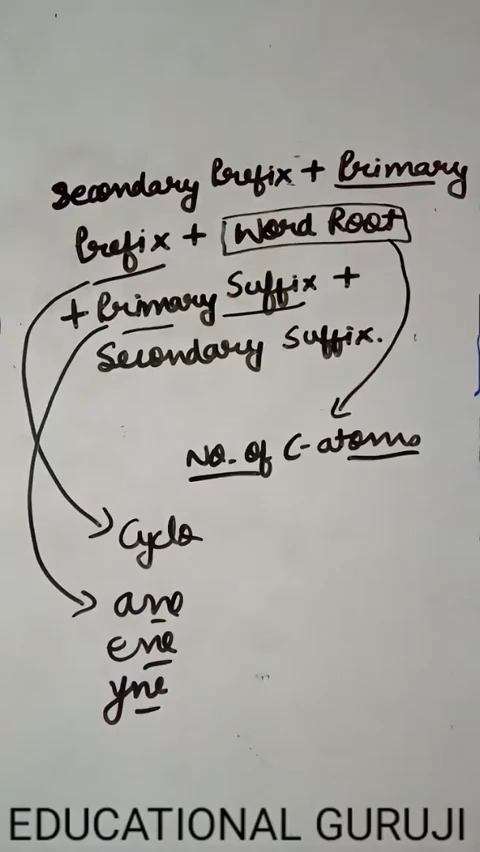 Secondary Prefix + Primary
Prefix + Word Root
+ Primary Suffix +
Secondary Suffix.
No. of C-atoms
Cyclo
ane
ene
yne
EDUCATIONAL GURUJI